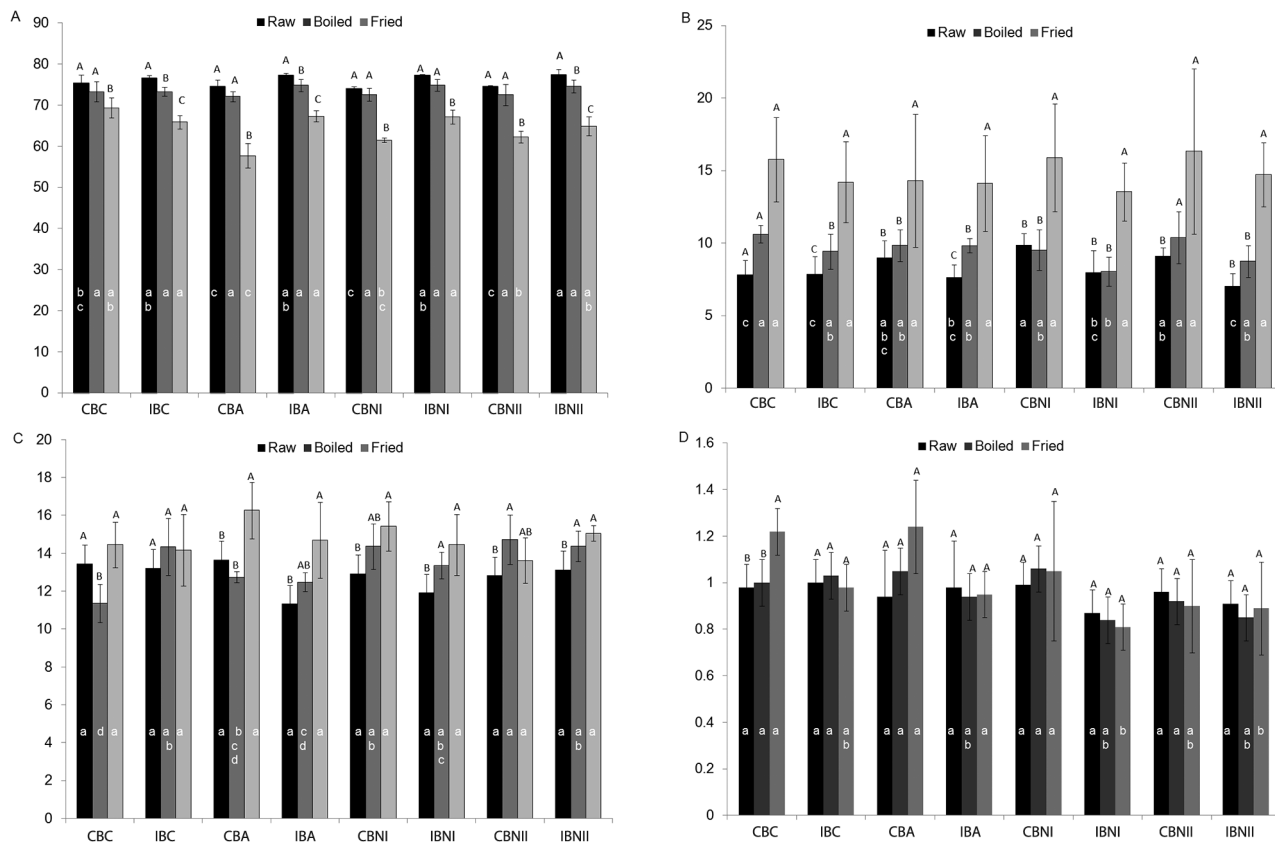 A
Raw Boiled Fried
90
80
70
60
50
40
30
20
10
0
A A B A B C A A B A B C A A B A A B A A B A B C
b a a a a a c a c a a a c a b a a a c a b a a a
c b b b c b b
CBC IBC CBA IBA CBNI IBNI CBNII IBNII
B
Raw Boiled Fried
25
20
15
10
5
0
A A A C B A B B A C B A B B A B B A B A A B B A
c a a c a a a a a b a a a a a b b a a a a c a a
b b b c b b c b b
c
CBC IBC CBA IBA CBNI IBNI CBNII IBNII
C
Raw Boiled Fried
20
18
16
14
12
10
8
6
4
2
0
A B A A A A B B A B AB A B AB A B B A B A AB B A A
a d a a a a a b a a c a a a a a a a a a a a a a
b c d b b b
d c
CBC IBC CBA IBA CBNI IBNI CBNII IBNII
D
Raw Boiled Fried
1.6
1.4
1.2
1
0.8
0.6
0.4
0.2
0
B B A A A A A A A A A A A A A A A A A A A A A A
a a a a a a a a a a a a a a a a a b a a a a a b
b b b b b
CBC IBC CBA IBA CBNI IBNI CBNII IBNII